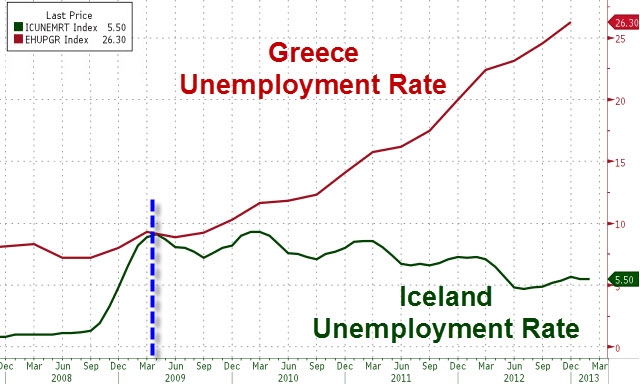 Last Price
ICUNEMRT Index 5.50
EHUPGR Index 26.30
Greece
Unemployment Rate
Iceland
Unemployment Rate
26.30
25
20
15
10
5.50
5
0
Dec Mar Jun Sep Dec Mar Jun Sep Dec Mar Jun Sep Dec Mar Jun Sep Dec Mar Jun Sep Dec Mar
2008 2009 2010 2011 2012 2013